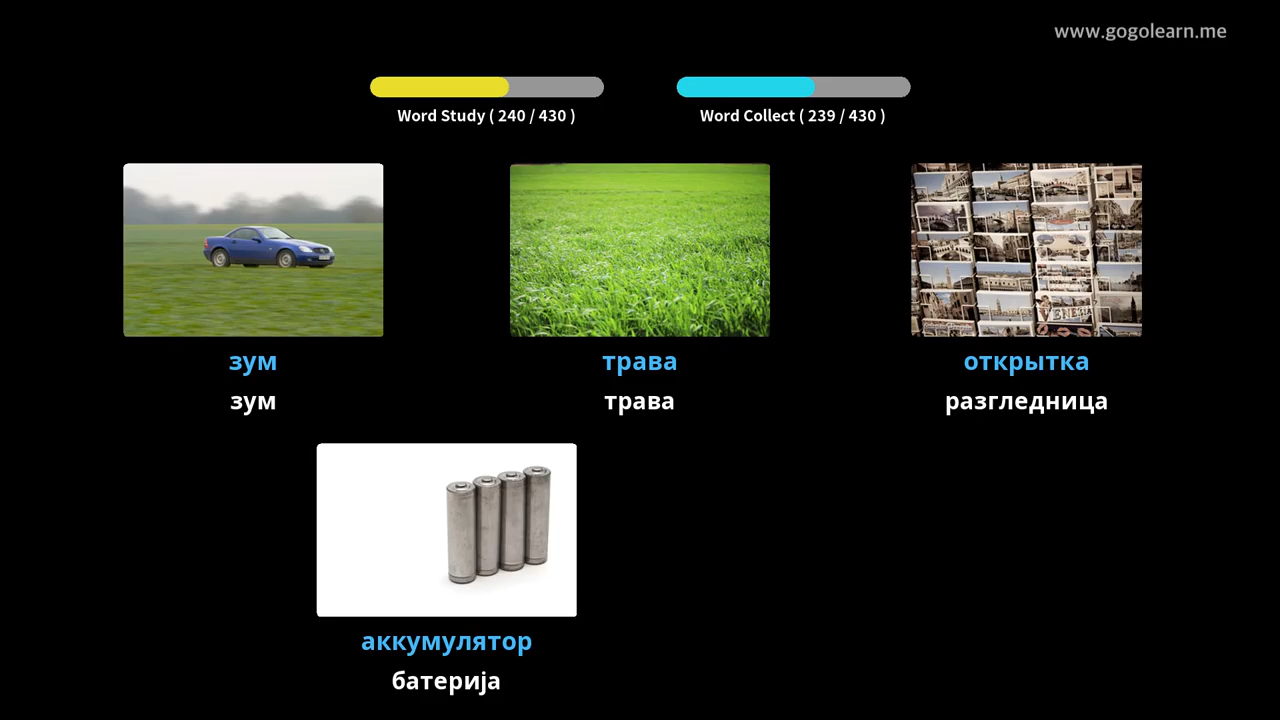 www.gogolearn.me
Word Study ( 240 / 430 )
Word Collect ( 239 / 430 )
зум
зум
трава
трава
открытка
разгледница
аккумулятор
батерија